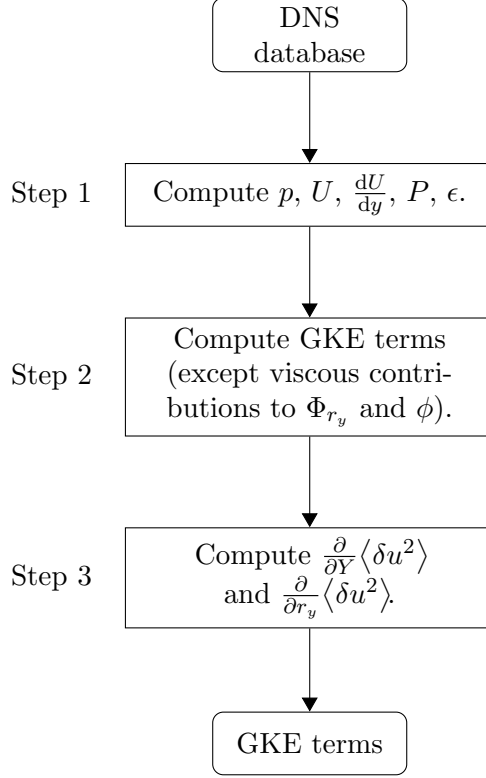 DNS
database
Step 1
Compute p, U, dU/dy, P, ϵ.
Step 2
Compute GKE terms
(except viscous contri-
butions to Φ_{r_y} and ϕ).
Step 3
Compute ∂/∂Y ⟨δu²⟩
and ∂/∂r_y ⟨δu²⟩.
GKE terms